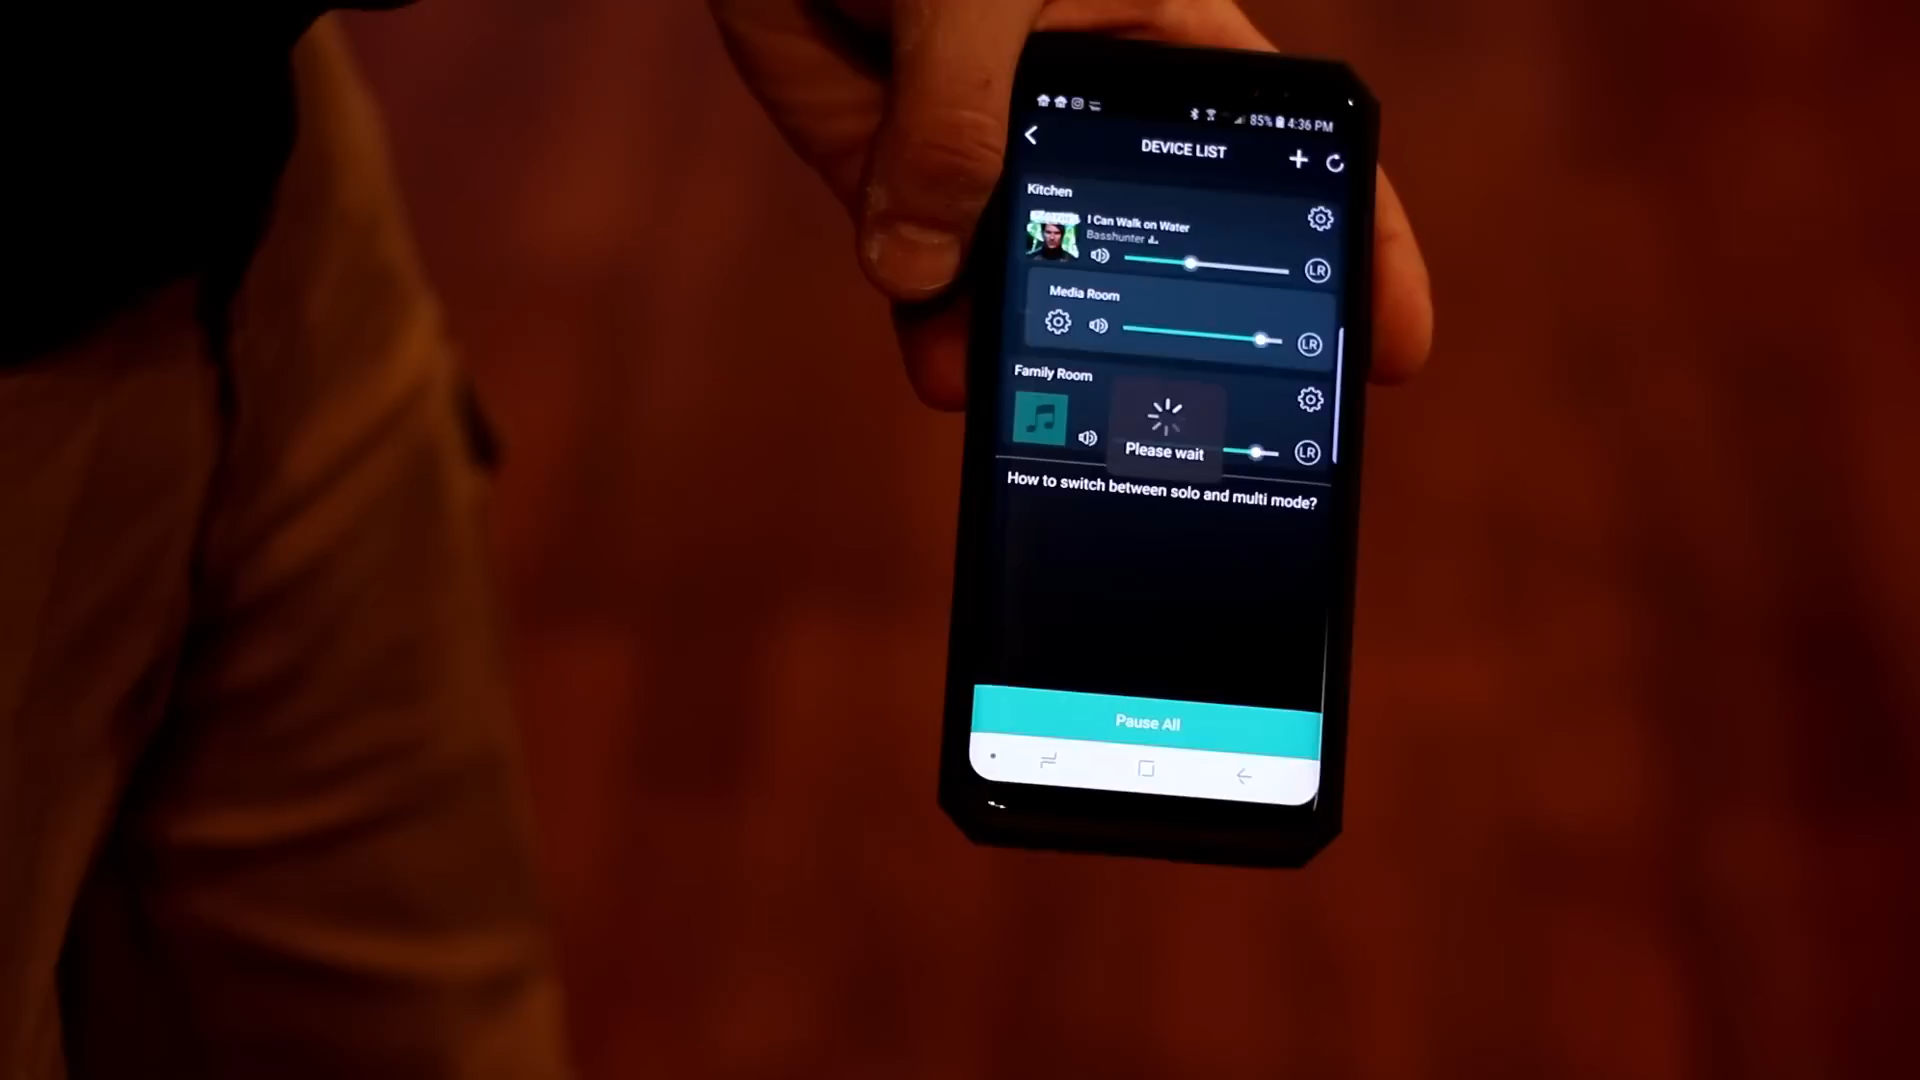 85% 4:36 PM
DEVICE LIST
Kitchen
I Can Walk on Water
Basshunter
LR
Media Room
LR
Family Room
Please wait
LR
How to switch between solo and multi mode?
Pause All